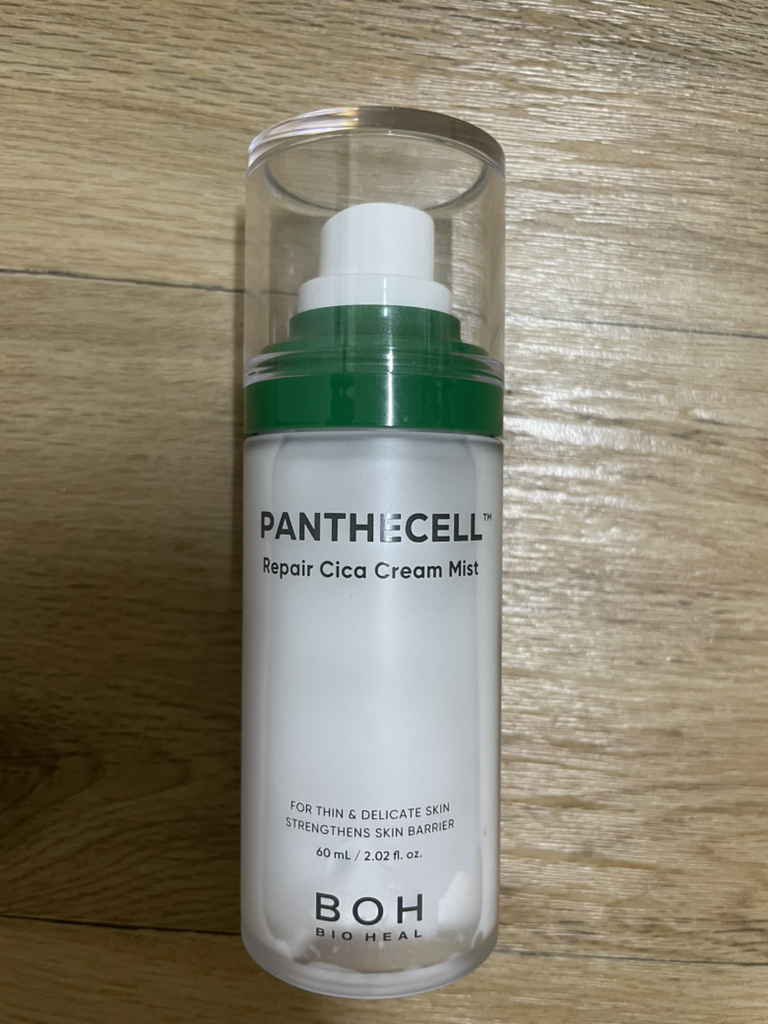 PANTHECELL™
Repair Cica Cream Mist
FOR THIN & DELICATE SKIN
STRENGTHENS SKIN BARRIER
60 mL / 2.02 fl. oz.
BOH
BIO HEAL